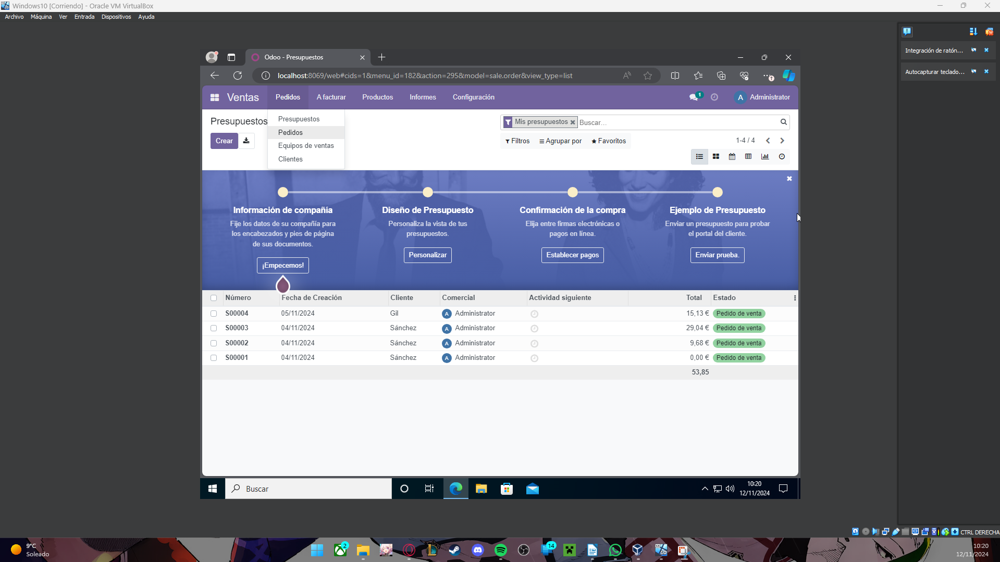 Windows10 [Corriendo] - Oracle VM VirtualBox
Archivo Máquina Ver Entrada Dispositivos Ayuda
Integración de ratón...
Autocapturar teclado...
Odoo - Presupuestos
localhost:8069/web#cids=1&menu_id=182&action=295&model=sale.order&view_type=list
Ventas Pedidos A facturar Productos Informes Configuración 1 A Administrator
Presupuestos
Mis presupuestos Buscar...
Crear
Presupuestos
Pedidos
Equipos de ventas
Clientes
Filtros Agrupar por Favoritos 1-4 / 4
Información de compañía
Fije los datos de su compañía para
los encabezados y pies de página
de sus documentos.
¡Empecemos!
Diseño de Presupuesto
Personaliza la vista de tus
presupuestos.
Personalizar
Confirmación de la compra
Elija entre firmas electrónicas o
pagos en línea.
Establecer pagos
Ejemplo de Presupuesto
Enviar un presupuesto para probar
el portal del cliente.
Enviar prueba.
Número Fecha de Creación Cliente Comercial Actividad siguiente Total Estado
S00004 05/11/2024 Gil A Administrator 15,13 € Pedido de venta
S00003 04/11/2024 Sánchez A Administrator 29,04 € Pedido de venta
S00002 04/11/2024 Sánchez A Administrator 9,68 € Pedido de venta
S00001 04/11/2024 Sánchez A Administrator 0,00 € Pedido de venta
53,85
Buscar
10:20
12/11/2024
CTRL DERECHA
9°C
Soleado
2
14
10:20
12/11/2024